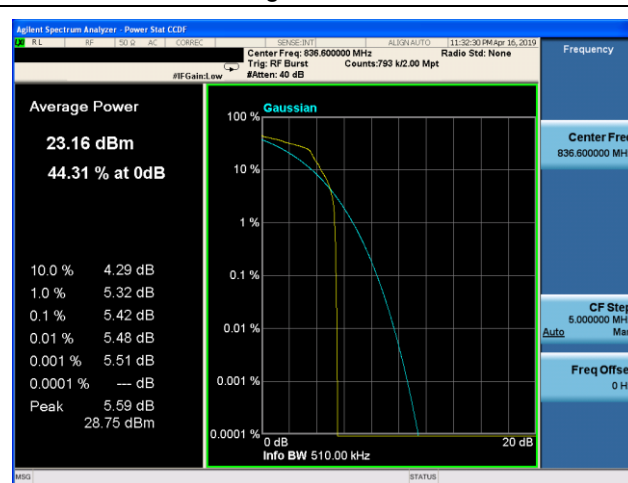 Agilent Spectrum Analyzer - Power Stat CCDF
RL RF 50 Ω AC CORREC SENSE:INT ALIGNAUTO 11:32:30 PM Apr 16, 2019
Center Freq: 836.600000 MHz Radio Std: None
Trig: RF Burst Counts:793 k/2.00 Mpt
#IFGain:Low #Atten: 40 dB
Frequency
Average Power
23.16 dBm
44.31 % at 0dB
10.0 % 4.29 dB
1.0 % 5.32 dB
0.1 % 5.42 dB
0.01 % 5.48 dB
0.001 % 5.51 dB
0.0001 % --- dB
Peak 5.59 dB
28.75 dBm
Gaussian
100 %
10 %
1 %
0.1 %
0.01 %
0.001 %
0.0001 %
0 dB 20 dB
Info BW 510.00 kHz
Center Fre
836.600000 MH
CF Step
5.000000 MH
Auto Ma
Freq Offse
0 H
MSG STATUS